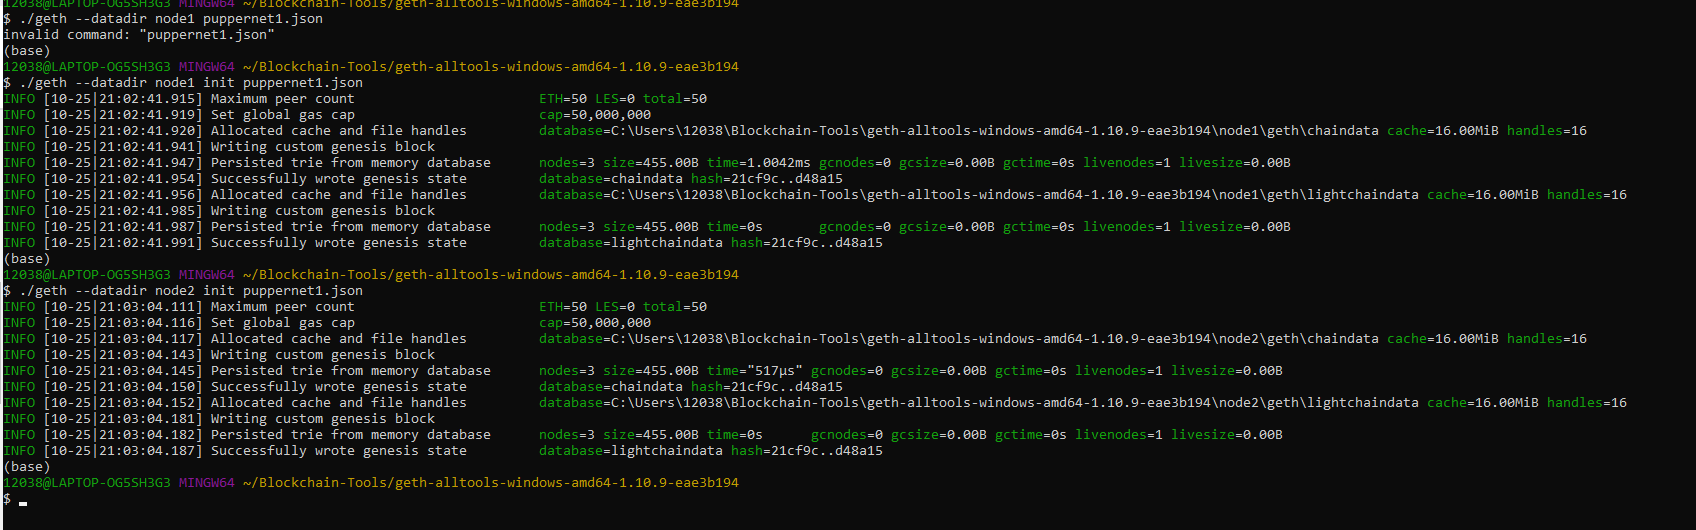 12038@LAPTOP-OG5SH3G3 MINGW64 ~/Blockchain-Tools/geth-alltools-windows-amd64-1.10.9-eae3b194
$ ./geth --datadir node1 puppernet1.json
invalid command: "puppernet1.json"
(base)
12038@LAPTOP-OG5SH3G3 MINGW64 ~/Blockchain-Tools/geth-alltools-windows-amd64-1.10.9-eae3b194
$ ./geth --datadir node1 init puppernet1.json
INFO [10-25|21:02:41.915] Maximum peer count                       ETH=50 LES=0 total=50
INFO [10-25|21:02:41.919] Set global gas cap                       cap=50,000,000
INFO [10-25|21:02:41.920] Allocated cache and file handles         database=C:\Users\12038\Blockchain-Tools\geth-alltools-windows-amd64-1.10.9-eae3b194\node1\geth\chaindata cache=16.00MiB handles=16
INFO [10-25|21:02:41.941] Writing custom genesis block
INFO [10-25|21:02:41.947] Persisted trie from memory database      nodes=3 size=455.00B time=1.0042ms gcnodes=0 gcsize=0.00B gctime=0s livenodes=1 livesize=0.00B
INFO [10-25|21:02:41.954] Successfully wrote genesis state         database=chaindata hash=21cf9c..d48a15
INFO [10-25|21:02:41.956] Allocated cache and file handles         database=C:\Users\12038\Blockchain-Tools\geth-alltools-windows-amd64-1.10.9-eae3b194\node1\geth\lightchaindata cache=16.00MiB handles=16
INFO [10-25|21:02:41.985] Writing custom genesis block
INFO [10-25|21:02:41.987] Persisted trie from memory database      nodes=3 size=455.00B time=0s       gcnodes=0 gcsize=0.00B gctime=0s livenodes=1 livesize=0.00B
INFO [10-25|21:02:41.991] Successfully wrote genesis state         database=lightchaindata hash=21cf9c..d48a15
(base)
12038@LAPTOP-OG5SH3G3 MINGW64 ~/Blockchain-Tools/geth-alltools-windows-amd64-1.10.9-eae3b194
$ ./geth --datadir node2 init puppernet1.json
INFO [10-25|21:03:04.111] Maximum peer count                       ETH=50 LES=0 total=50
INFO [10-25|21:03:04.116] Set global gas cap                       cap=50,000,000
INFO [10-25|21:03:04.117] Allocated cache and file handles         database=C:\Users\12038\Blockchain-Tools\geth-alltools-windows-amd64-1.10.9-eae3b194\node2\geth\chaindata cache=16.00MiB handles=16
INFO [10-25|21:03:04.143] Writing custom genesis block
INFO [10-25|21:03:04.145] Persisted trie from memory database      nodes=3 size=455.00B time="517µs" gcnodes=0 gcsize=0.00B gctime=0s livenodes=1 livesize=0.00B
INFO [10-25|21:03:04.150] Successfully wrote genesis state         database=chaindata hash=21cf9c..d48a15
INFO [10-25|21:03:04.152] Allocated cache and file handles         database=C:\Users\12038\Blockchain-Tools\geth-alltools-windows-amd64-1.10.9-eae3b194\node2\geth\lightchaindata cache=16.00MiB handles=16
INFO [10-25|21:03:04.181] Writing custom genesis block
INFO [10-25|21:03:04.182] Persisted trie from memory database      nodes=3 size=455.00B time=0s      gcnodes=0 gcsize=0.00B gctime=0s livenodes=1 livesize=0.00B
INFO [10-25|21:03:04.187] Successfully wrote genesis state         database=lightchaindata hash=21cf9c..d48a15
(base)
12038@LAPTOP-OG5SH3G3 MINGW64 ~/Blockchain-Tools/geth-alltools-windows-amd64-1.10.9-eae3b194
$